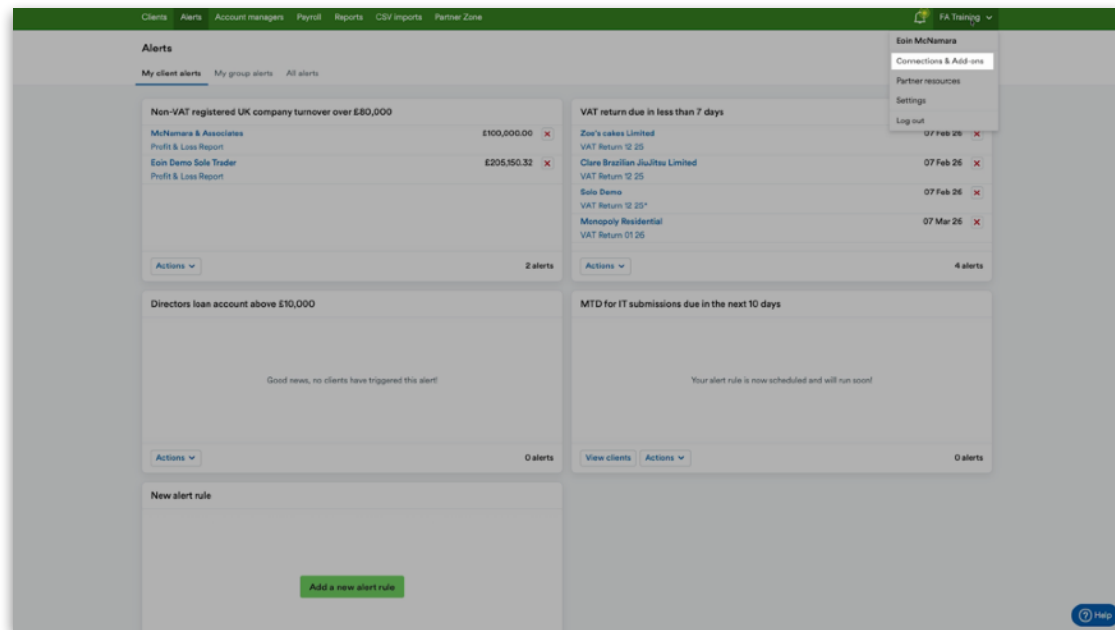 Clients Alerts Account managers Payroll Reports CSV imports Partner Zone FA Training
Eoin McNamara
Connections & Add-ons
Partner resources
Settings
Log out
Alerts
My client alerts My group alerts All alerts
Non-VAT registered UK company turnover over £80,000
McNamara & Associates £100,000.00
Profit & Loss Report
Eoin Demo Sole Trader £205,150.32
Profit & Loss Report
Actions 2 alerts
VAT return due in less than 7 days
Zoe's cakes Limited 07 Feb 26
VAT Return 12 25
Clare Brazilian JiuJitsu Limited 07 Feb 26
VAT Return 12 25
Solo Demo 07 Feb 26
VAT Return 12 25*
Monopoly Residential 07 Mar 26
VAT Return 01 26
Actions 4 alerts
Directors loan account above £10,000
Good news, no clients have triggered this alert!
Actions 0 alerts
MTD for IT submissions due in the next 10 days
Your alert rule is now scheduled and will run soon!
View clients Actions 0 alerts
New alert rule
Add a new alert rule
Help